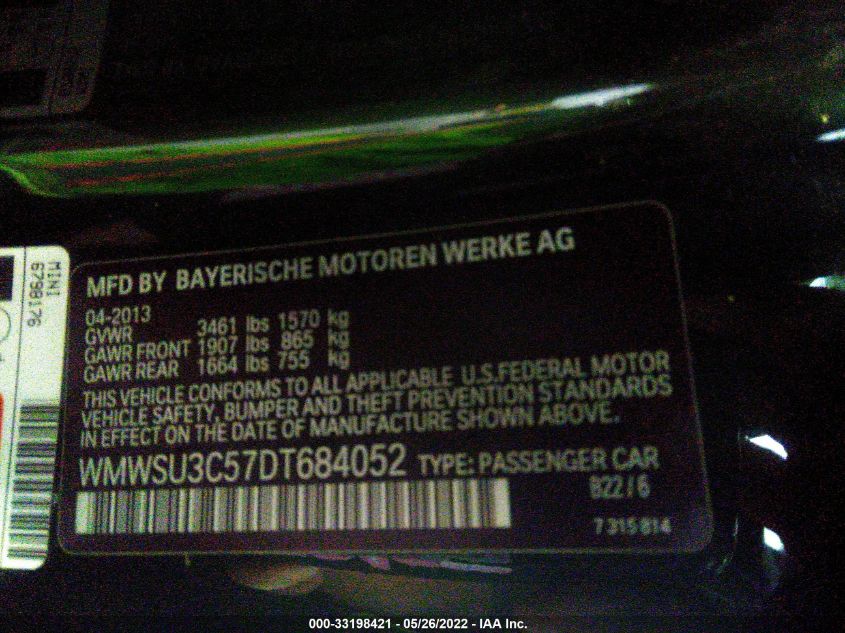 MFD BY BAYERISCHE MOTOREN WERKE AG
04-2013
GVWR 3461 lbs 1570 kg
GAWR FRONT 1907 lbs 865 kg
GAWR REAR 1664 lbs 755 kg
THIS VEHICLE CONFORMS TO ALL APPLICABLE U.S.FEDERAL MOTOR
VEHICLE SAFETY, BUMPER AND THEFT PREVENTION STANDARDS
IN EFFECT ON THE DATE OF MANUFACTURE SHOWN ABOVE.
WMWSU3C57DT684052 TYPE: PASSENGER CAR
B22/6
7 315 814
MINI
6798176
000-33198421 - 05/26/2022 - IAA Inc.